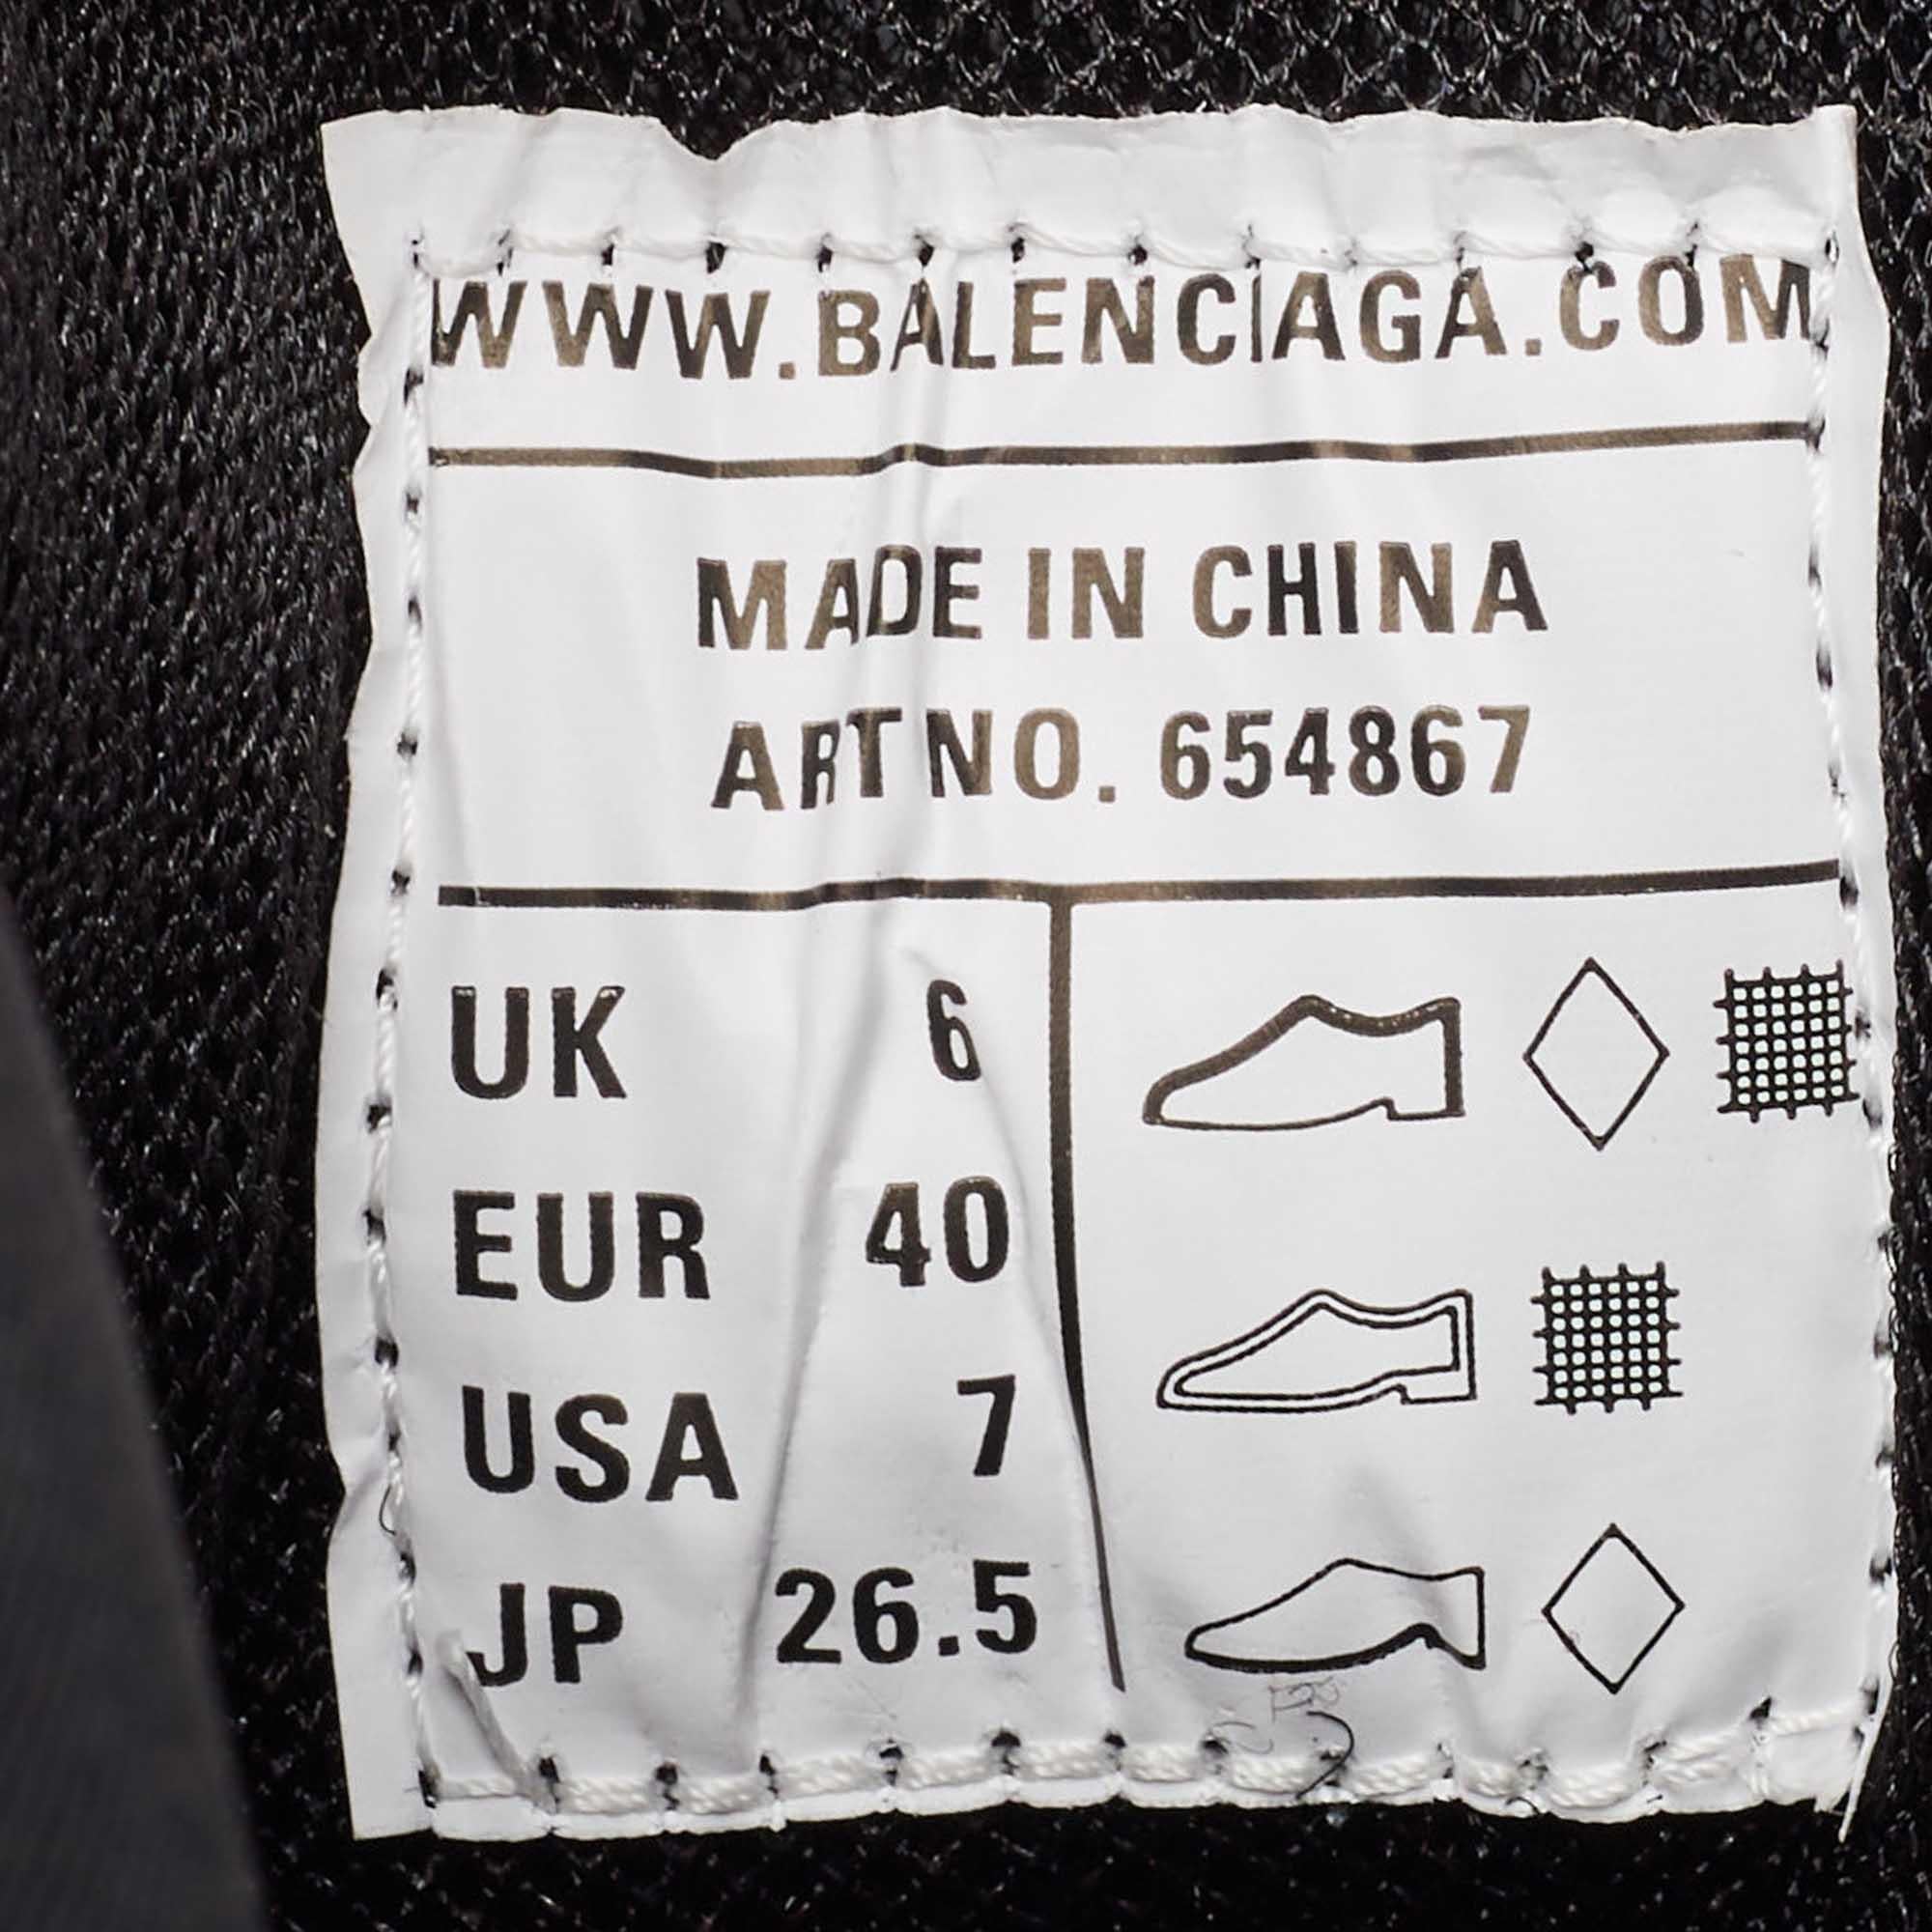 WWW.BALENCIAGA.COM
MADE IN CHINA
ART NO. 654867
UK 6
EUR 40
USA 7
JP 26.5